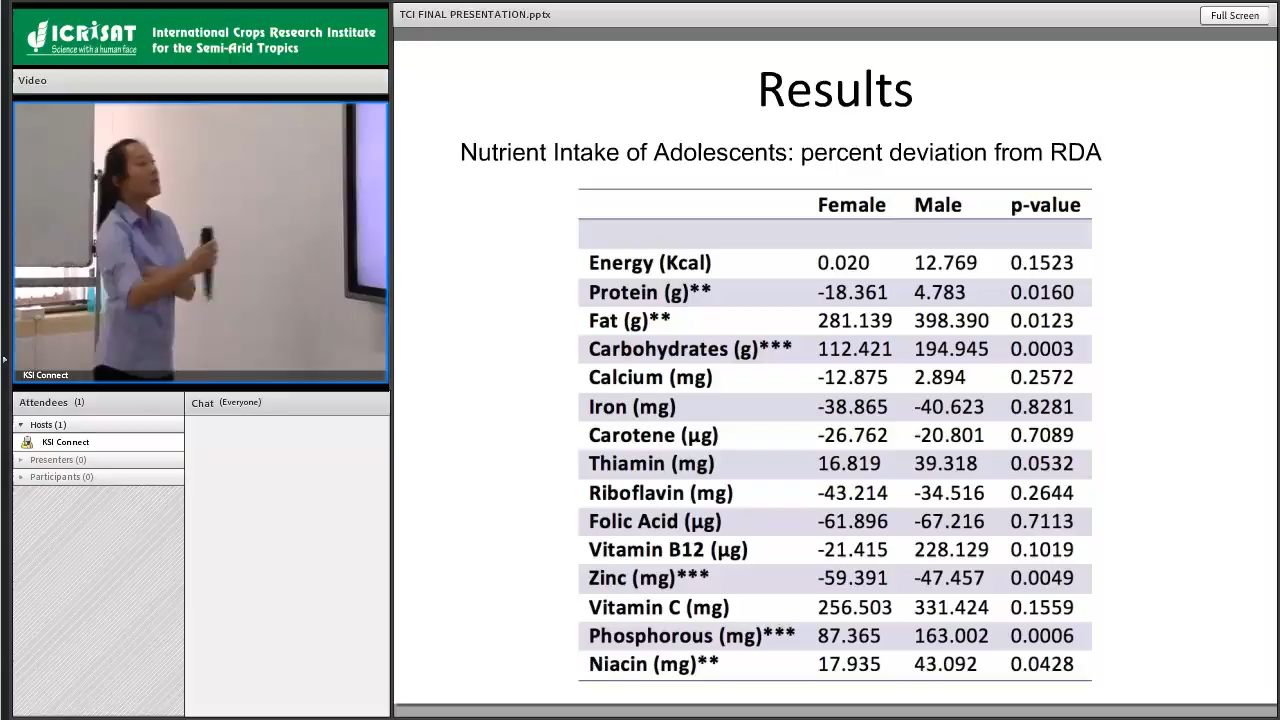 ICRISAT
Science with a human face
International Crops Research Institute
for the Semi-Arid Tropics
Video
KSI Connect
Attendees (1)
Hosts (1)
KSI Connect
Presenters (0)
Participants (0)
Chat (Everyone)
TCI FINAL PRESENTATION.pptx
Full Screen
Results
Nutrient Intake of Adolescents: percent deviation from RDA
Female Male p-value
Energy (Kcal) 0.020 12.769 0.1523
Protein (g)** -18.361 4.783 0.0160
Fat (g)** 281.139 398.390 0.0123
Carbohydrates (g)*** 112.421 194.945 0.0003
Calcium (mg) -12.875 2.894 0.2572
Iron (mg) -38.865 -40.623 0.8281
Carotene (μg) -26.762 -20.801 0.7089
Thiamin (mg) 16.819 39.318 0.0532
Riboflavin (mg) -43.214 -34.516 0.2644
Folic Acid (μg) -61.896 -67.216 0.7113
Vitamin B12 (μg) -21.415 228.129 0.1019
Zinc (mg)*** -59.391 -47.457 0.0049
Vitamin C (mg) 256.503 331.424 0.1559
Phosphorous (mg)*** 87.365 163.002 0.0006
Niacin (mg)** 17.935 43.092 0.0428